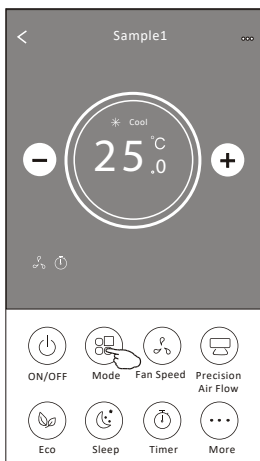 Sample1
Cool
25.0 °C
ON/OFF
Mode
Fan Speed
Precision
Air Flow
Eco
Sleep
Timer
More